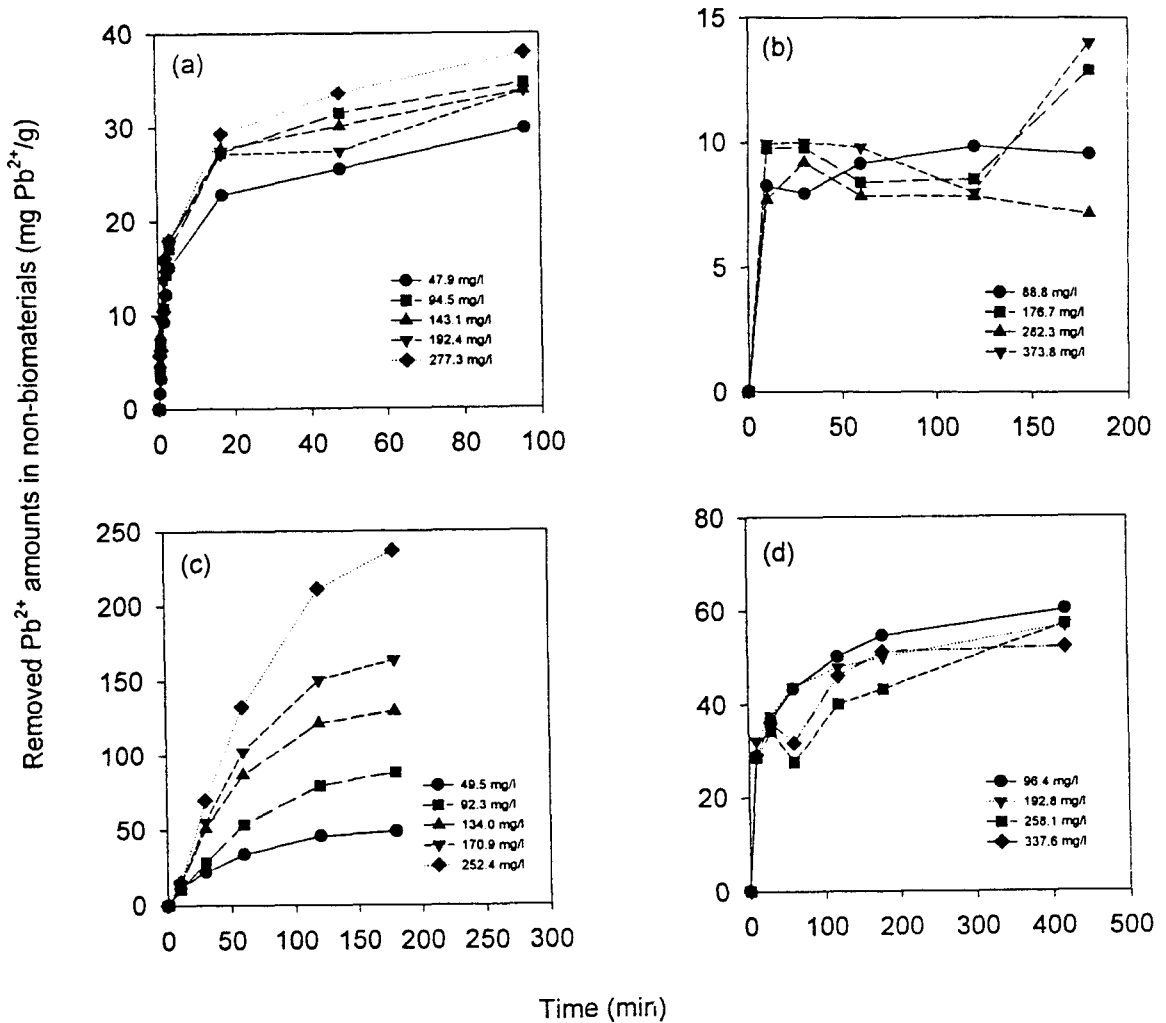 Removed Pb2+ amounts in non-biomaterials (mg Pb2+/g)
(a)
40
30
20
10
0
0 20 40 60 80 100
47.9 mg/l
94.5 mg/l
143.1 mg/l
192.4 mg/l
277.3 mg/l
(b)
15
10
5
0
0 50 100 150 200
88.8 mg/l
176.7 mg/l
282.3 mg/l
373.8 mg/l
(c)
250
200
150
100
50
0
0 50 100 150 200 250 300
49.5 mg/l
92.3 mg/l
134.0 mg/l
170.9 mg/l
252.4 mg/l
(d)
80
60
40
20
0
0 100 200 300 400 500
96.4 mg/l
192.8 mg/l
258.1 mg/l
337.6 mg/l
Time (min)